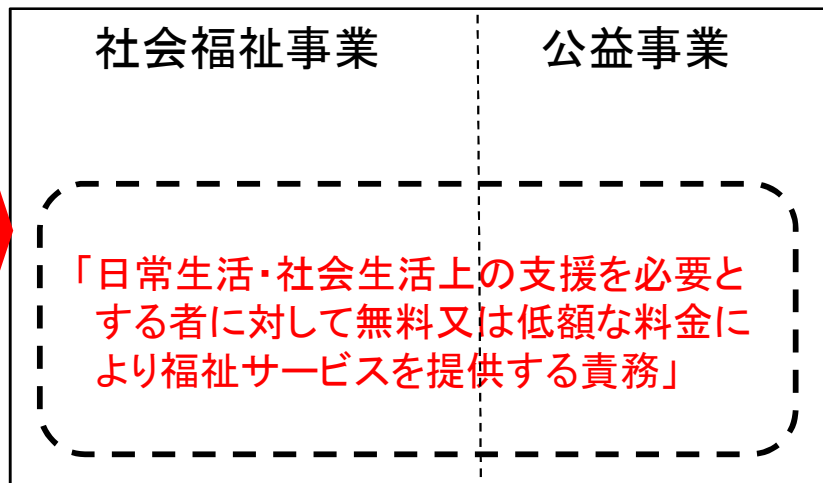 社会福祉事業
公益事業
「日常生活・社会生活上の支援を必要と
する者に対して無料又は低額な料金に
より福祉サービスを提供する責務」